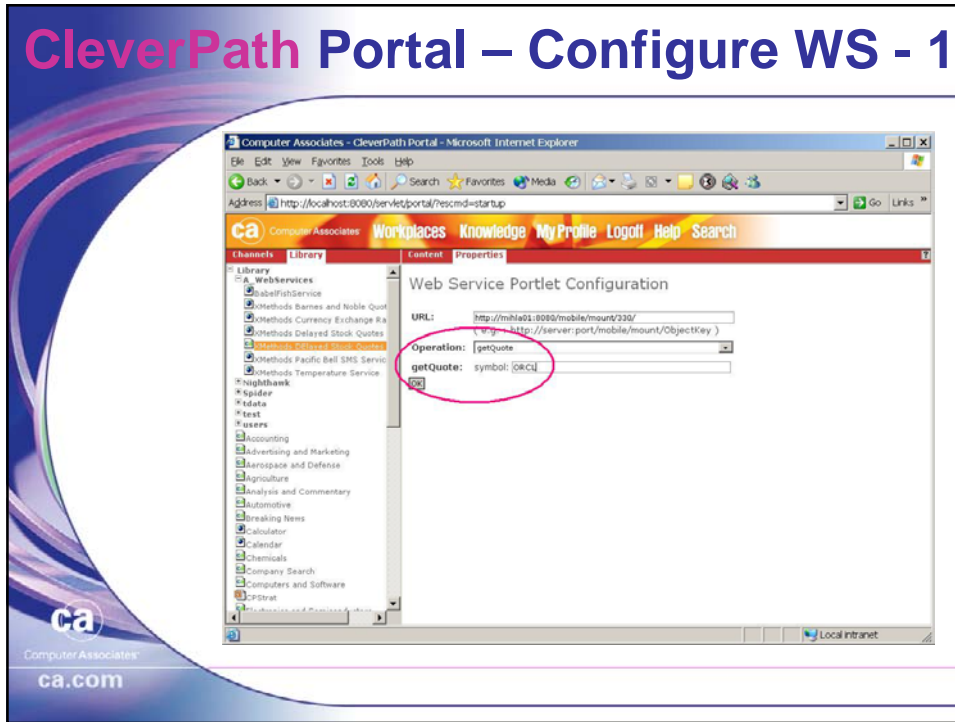 CleverPath Portal – Configure WS - 1
Computer Associates - CleverPath Portal - Microsoft Internet Explorer
File Edit View Favorites Tools Help
Back Search Favorites Media
Address http://localhost:8080/servlet/portal/?escmd=startup Go Links »
ca Computer Associates Workplaces Knowledge My Profile Logoff Help Search
Channels Library Content Properties ?
Library
A_WebServices
BabelFishService
XMethods Barnes and Noble Quot
XMethods Currency Exchange Ra
XMethods Delayed Stock Quotes
XMethods Delayed Stock Quotes
XMethods Pacific Bell SMS Servic
XMethods Temperature Service
Nighthawk
Spider
tdata
test
users
Accounting
Advertising and Marketing
Aerospace and Defense
Agriculture
Analysis and Commentary
Automotive
Breaking News
Calculator
Calendar
Chemicals
Company Search
Computers and Software
CPStrat
Web Service Portlet Configuration
URL: http://mihla01:8080/mobile/mount/330/
( e.g. : http://server:port/mobile/mount/ObjectKey )
Operation: getQuote
getQuote: symbol: ORCL
OK
Local intranet
ca
Computer Associates
ca.com